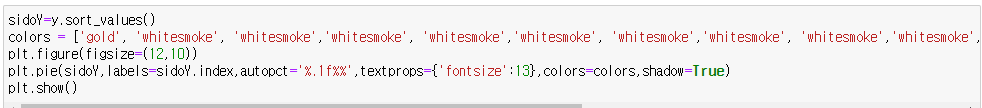 sidoY=y.sort_values()
colors = ['gold', 'whitesmoke', 'whitesmoke','whitesmoke', 'whitesmoke','whitesmoke', 'whitesmoke','whitesmoke', 'whitesmoke','whitesmoke',
plt.figure(figsize=(12,10))
plt.pie(sidoY,labels=sidoY.index,autopct='%.1f%%',textprops={'fontsize':13},colors=colors,shadow=True)
plt.show()